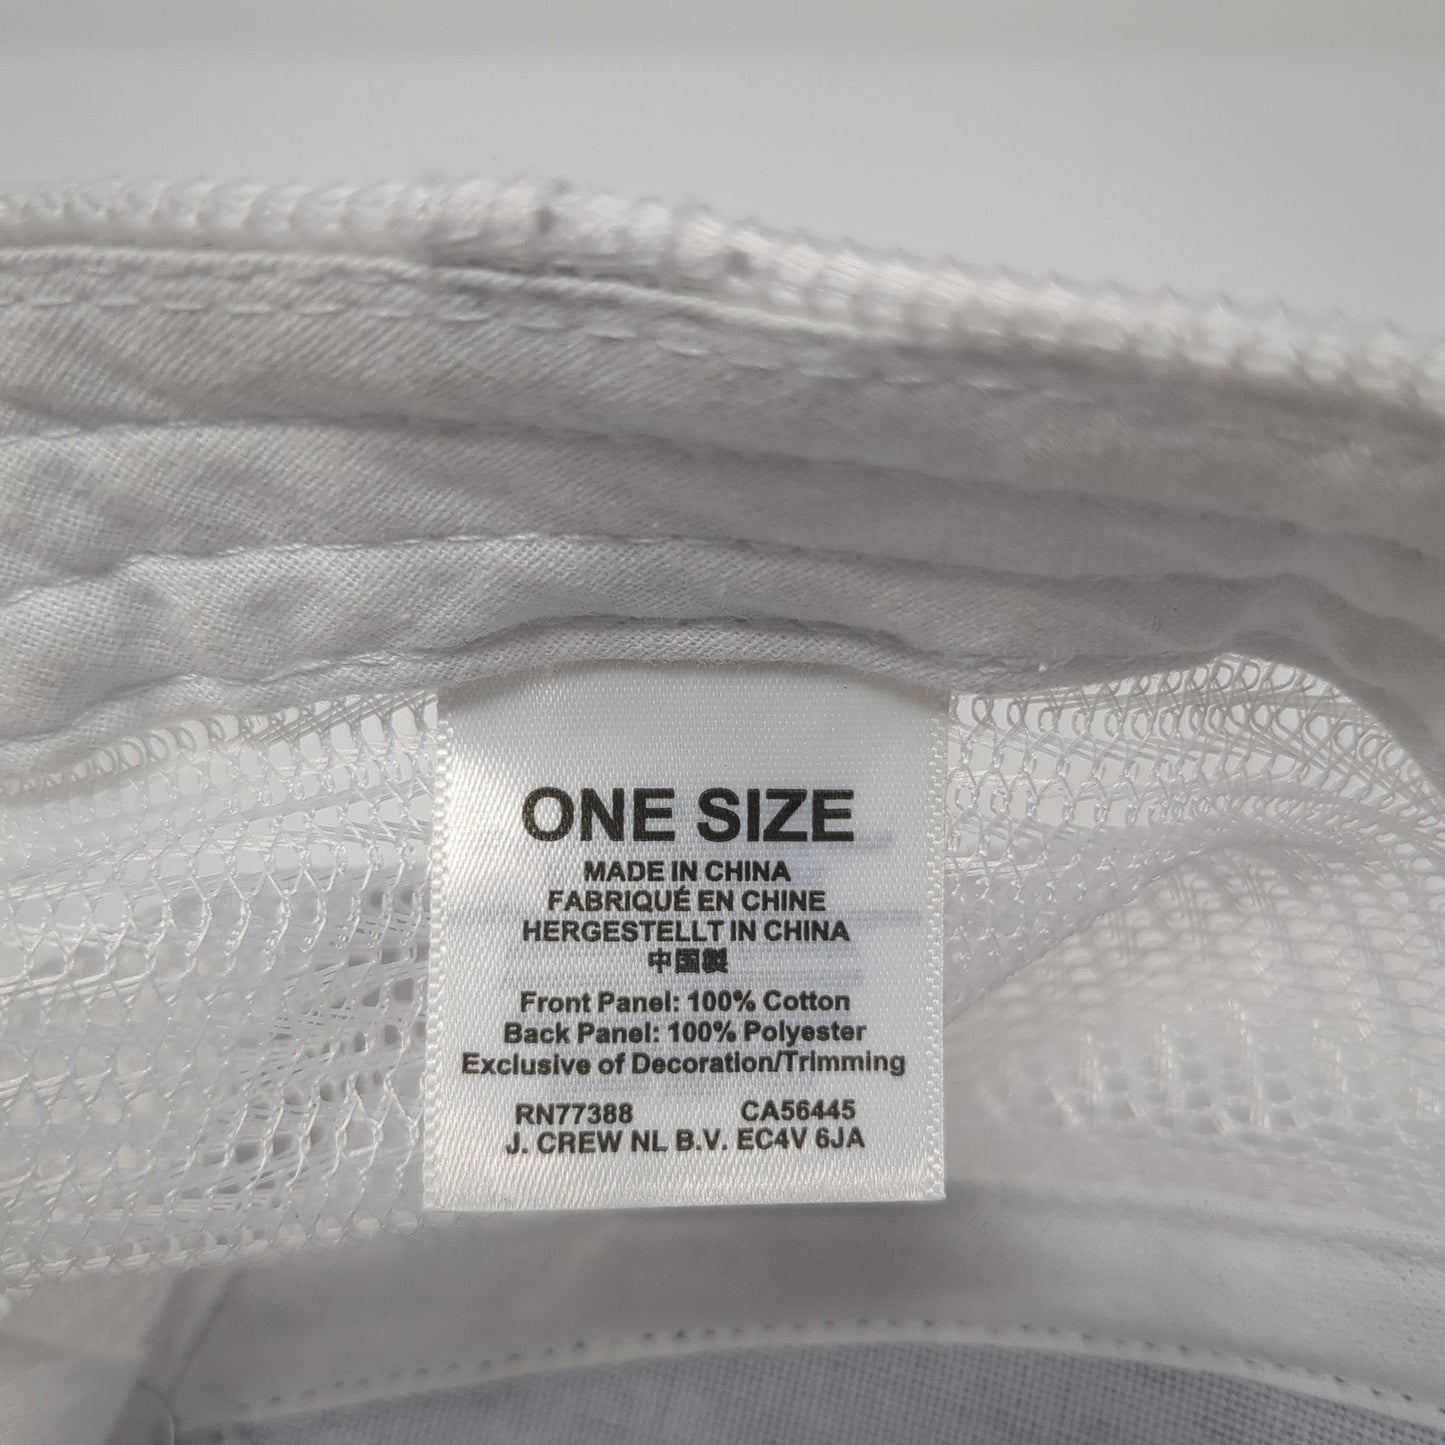 ONE SIZE
MADE IN CHINA
FABRIQUÉ EN CHINE
HERGESTELLT IN CHINA
中国製
Front Panel: 100% Cotton
Back Panel: 100% Polyester
Exclusive of Decoration/Trimming
RN77388 CA56445
J. CREW NL B.V. EC4V 6JA